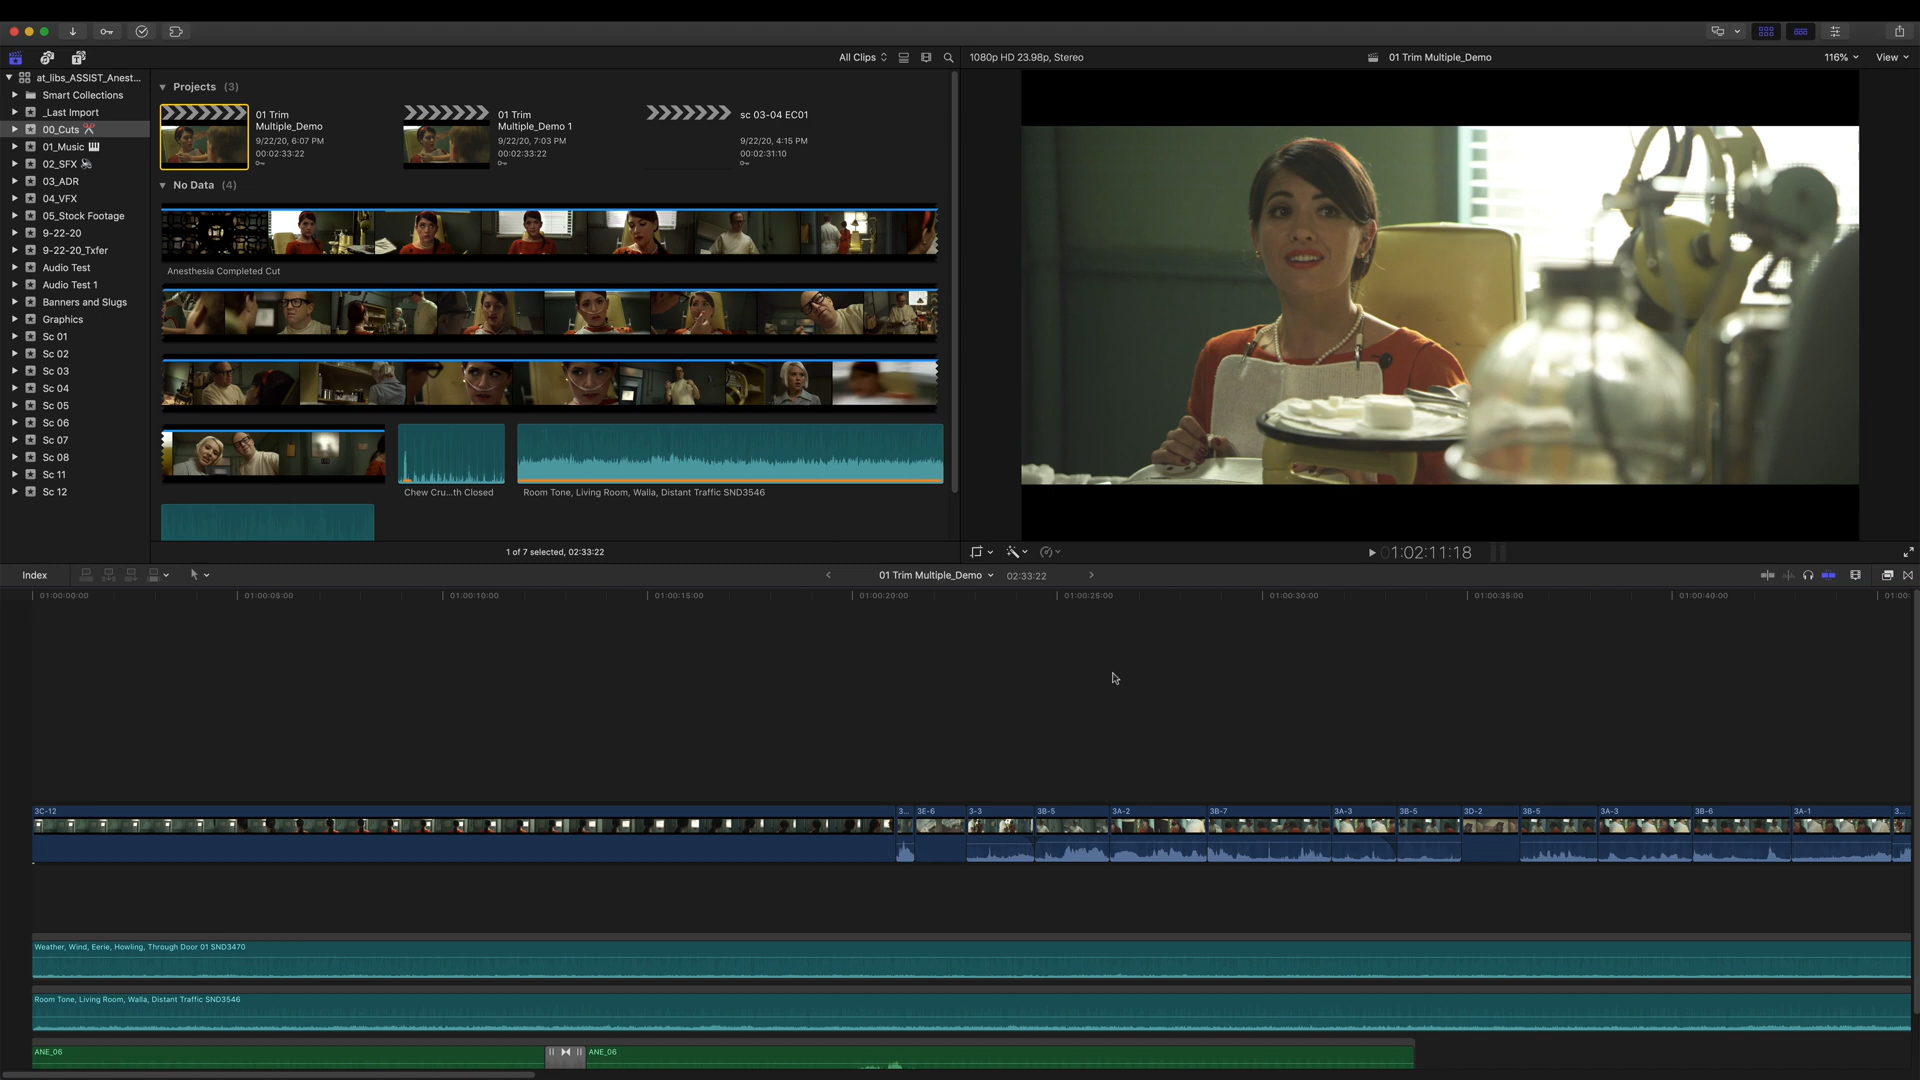 All Clips
1080p HD 23.98p, Stereo
01 Trim Multiple_Demo
116%
View
at_libs_ASSIST_Anest...
Smart Collections
_Last Import
00_Cuts
01_Music
02_SFX
03_ADR
04_VFX
05_Stock Footage
9-22-20
9-22-20_Txfer
Audio Test
Audio Test 1
Banners and Slugs
Graphics
Sc 01
Sc 02
Sc 03
Sc 04
Sc 05
Sc 06
Sc 07
Sc 08
Sc 11
Sc 12
Projects (3)
01 Trim
Multiple_Demo
9/22/20, 6:07 PM
00:02:33:22
01 Trim
Multiple_Demo 1
9/22/20, 7:03 PM
00:02:33:22
sc 03-04 EC01
9/22/20, 4:15 PM
00:02:31:10
No Data (4)
Anesthesia Completed Cut
Chew Cru...th Closed
Room Tone, Living Room, Walla, Distant Traffic SND3546
1 of 7 selected, 02:33:22
01:02:11:18
Index
01 Trim Multiple_Demo
02:33:22
01:00:00:00
01:00:05:00
01:00:10:00
01:00:15:00
01:00:20:00
01:00:25:00
01:00:30:00
01:00:35:00
01:00:40:00
01:00:
3C-12
3...
3E-6
3-3
3B-5
3A-2
3B-7
3A-3
3B-5
3D-2
3B-5
3A-3
3B-6
3A-1
3...
Weather, Wind, Eerie, Howling, Through Door 01 SND3470
Room Tone, Living Room, Walla, Distant Traffic SND3546
ANE_06
ANE_06